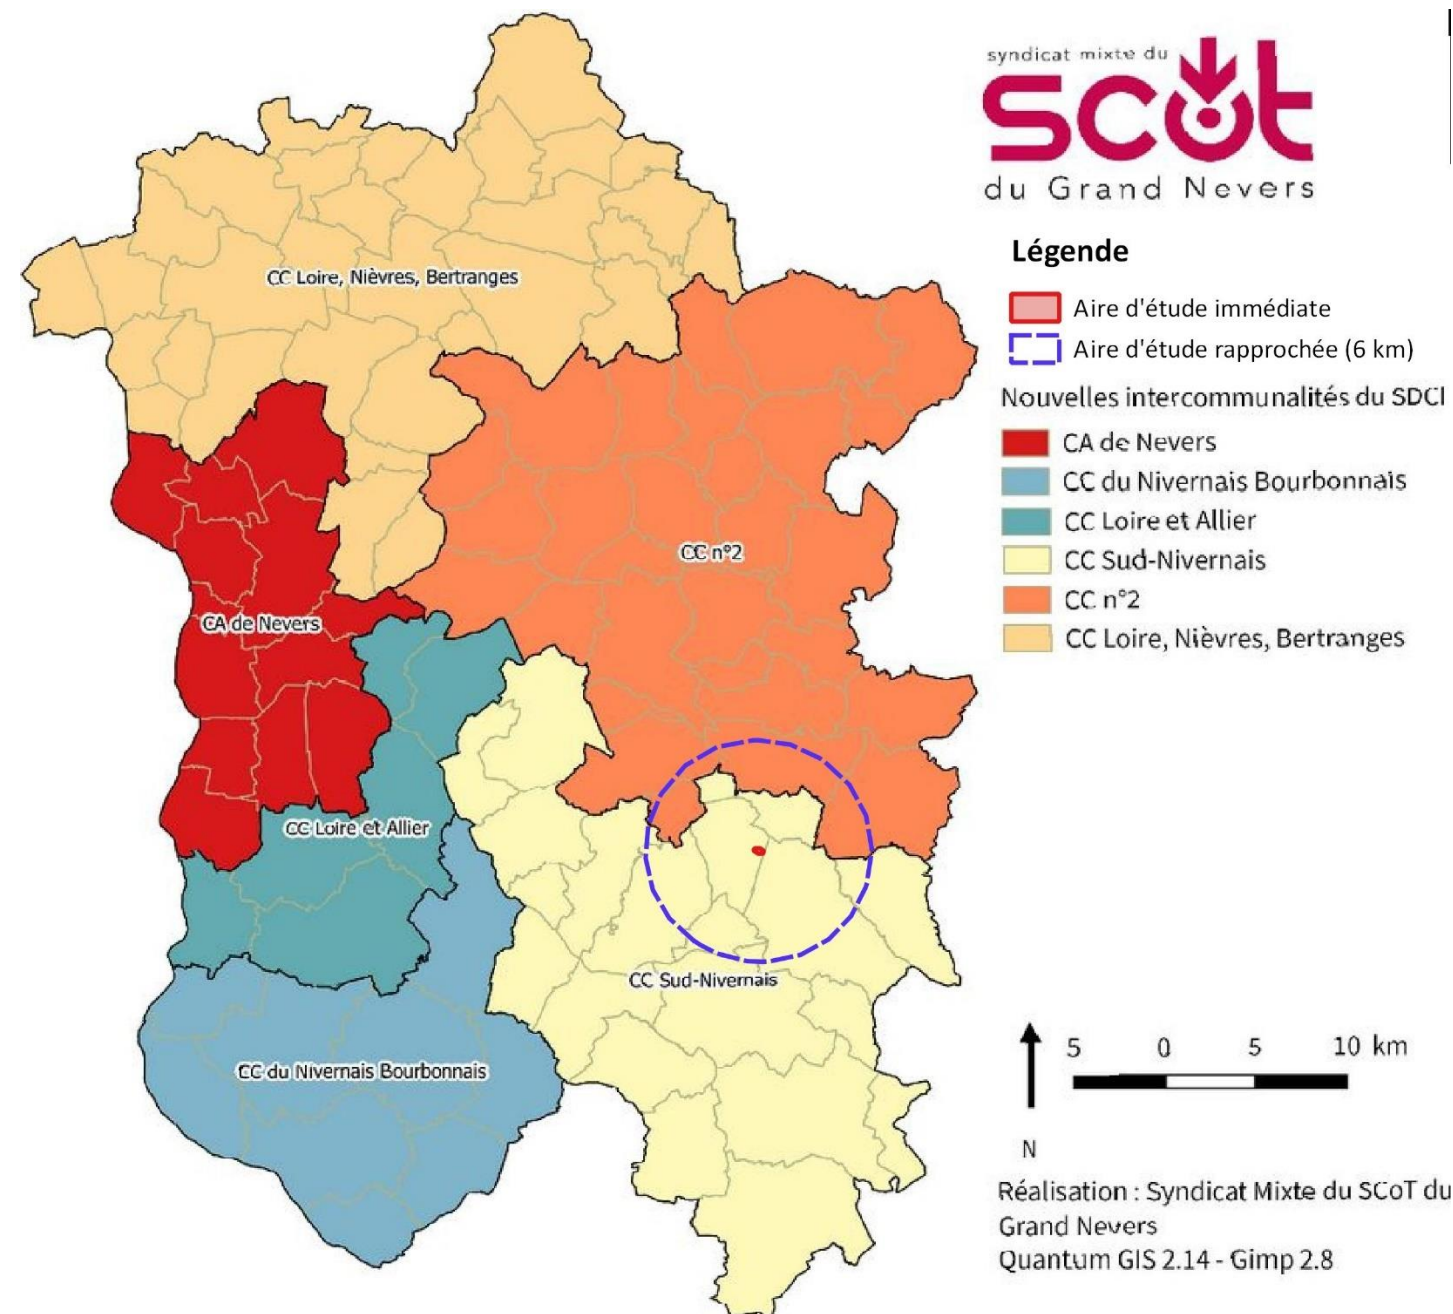 syndicat mixte du
scot
du Grand Nevers
Légende
Aire d'étude immédiate
Aire d'étude rapprochée (6 km)
Nouvelles intercommunalités du SDCI
CA de Nevers
CC du Nivernais Bourbonnais
CC Loire et Allier
CC Sud-Nivernais
CC n°2
CC Loire, Nièvres, Bertranges
CC Loire, Nièvres, Bertranges
CC n°2
CA de Nevers
CC Loire et Allier
CC Sud-Nivernais
CC du Nivernais Bourbonnais
5 0 5 10 km
N
Réalisation : Syndicat Mixte du SCoT du
Grand Nevers
Quantum GIS 2.14 - Gimp 2.8